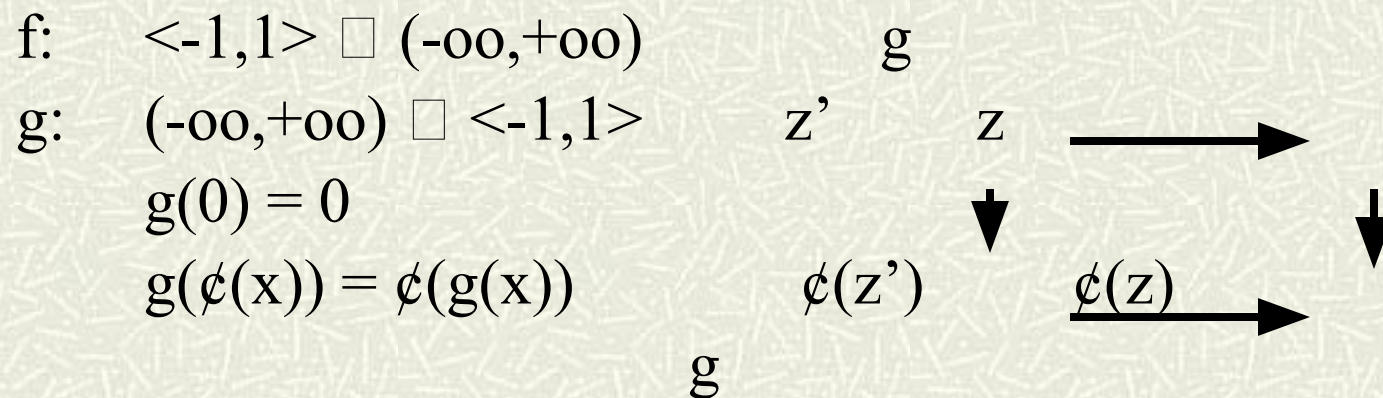 f: <-1,1> □ (-oo,+oo) g
g: (-oo,+oo) □ <-1,1> z’ z
g(0) = 0
g(¢(x)) = ¢(g(x)) ¢(z’) ¢(z)
g